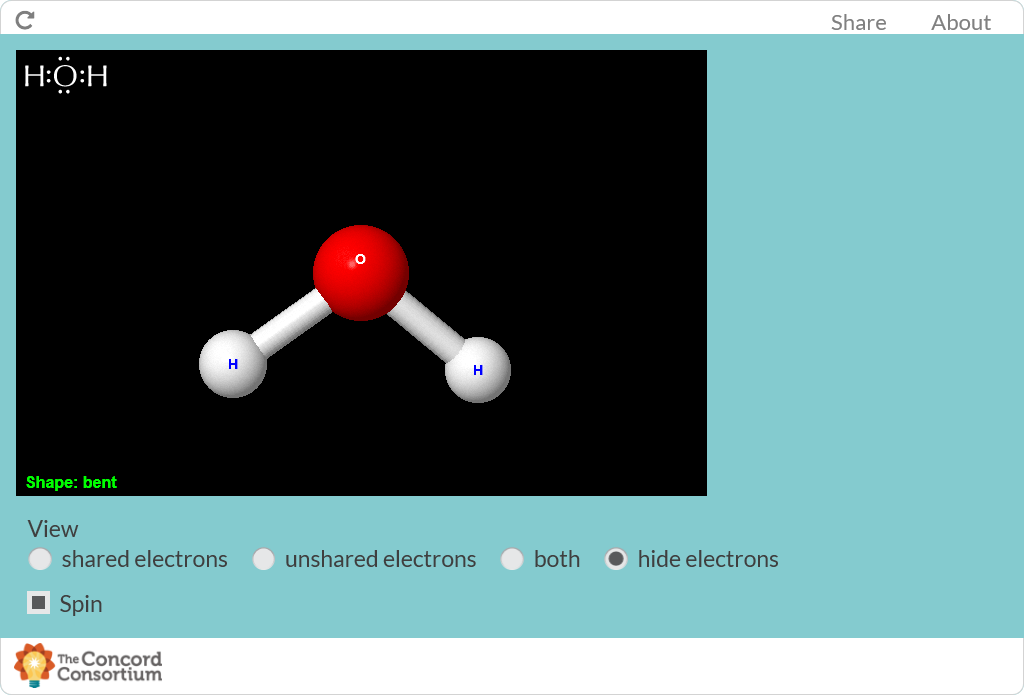 Share About
H:Ö:H
O
H
H
Shape: bent
View
shared electrons unshared electrons both hide electrons
Spin
The Concord
Consortium